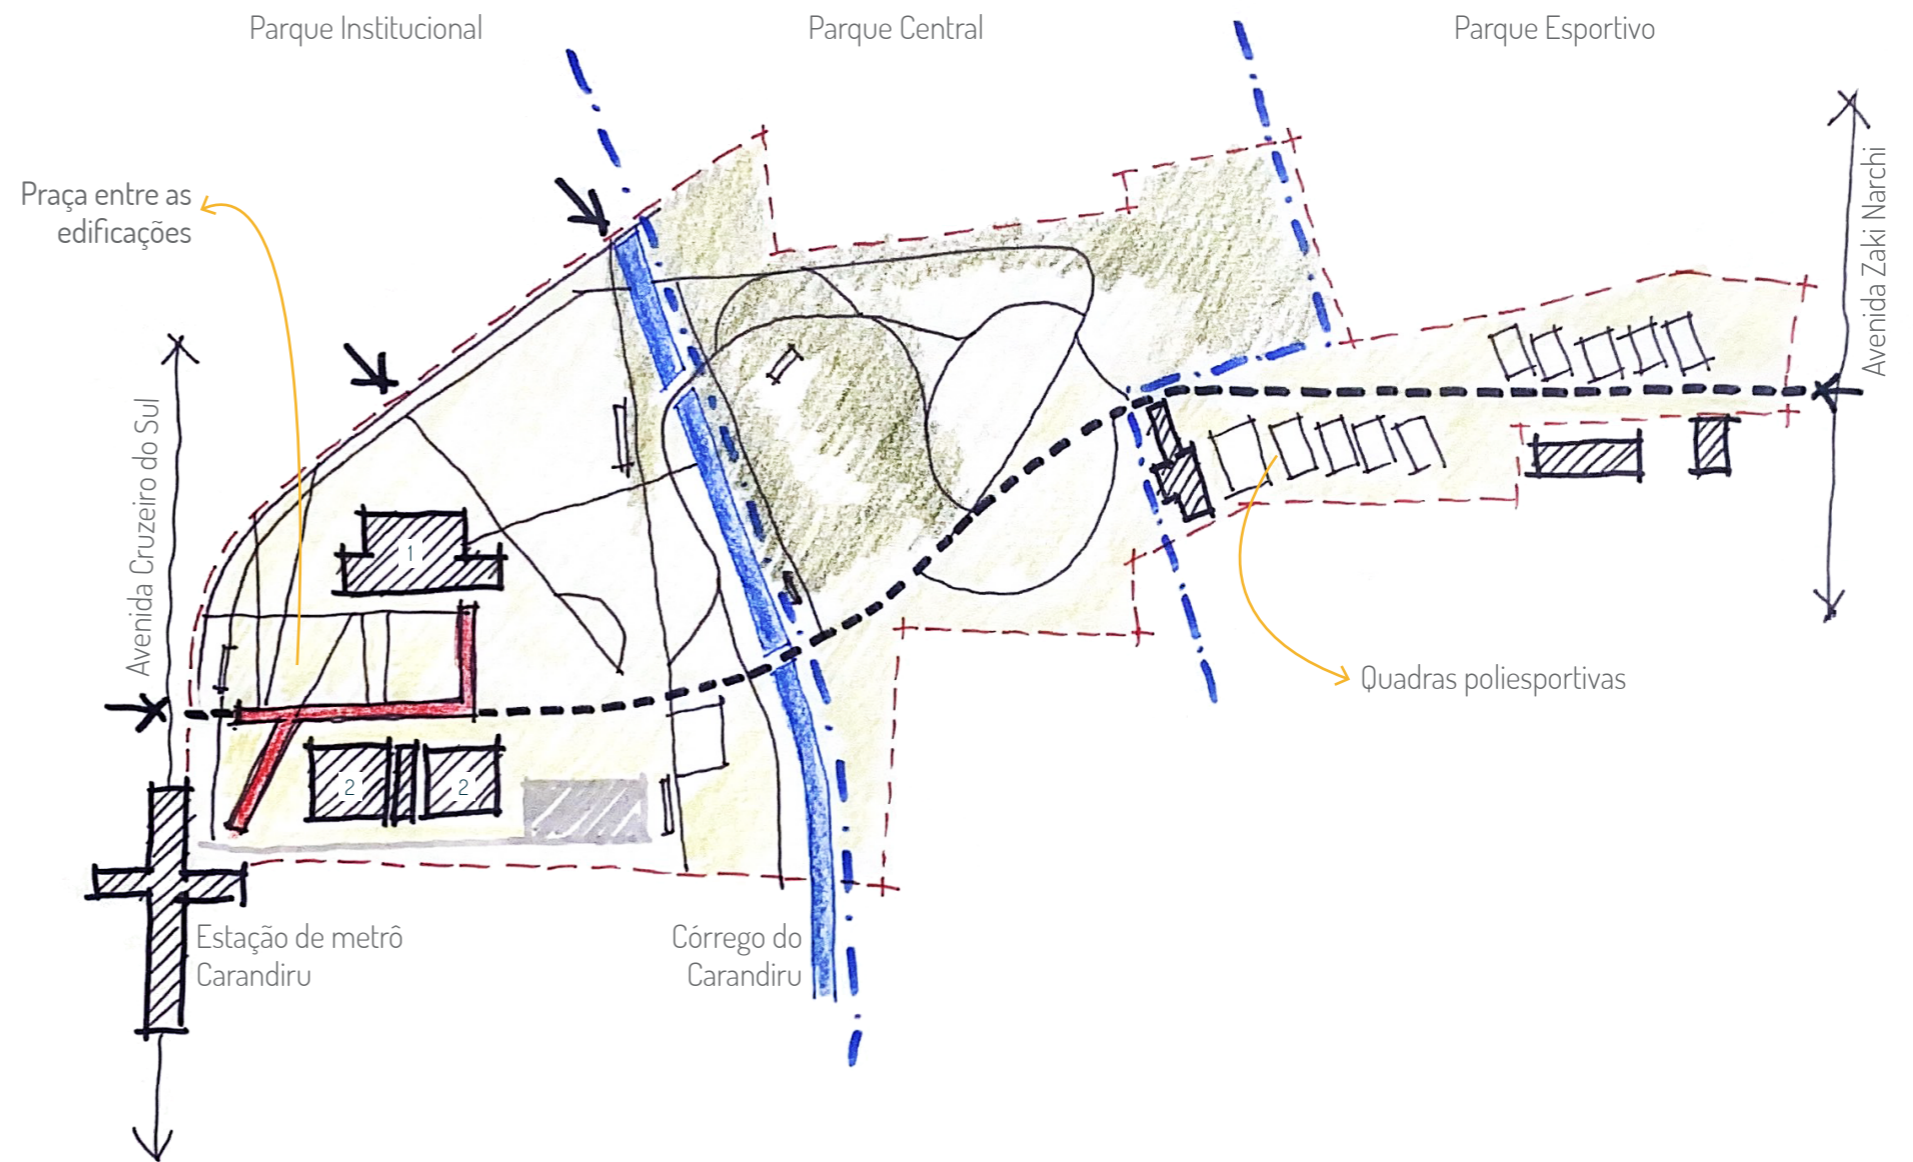 Parque Institucional
Parque Central
Parque Esportivo
Praça entre as
edificações
Avenida Zaki Narchi
Avenida Cruzeiro do Sul
1
2
2
Quadras poliesportivas
Estação de metrô
Carandiru
Córrego do
Carandiru